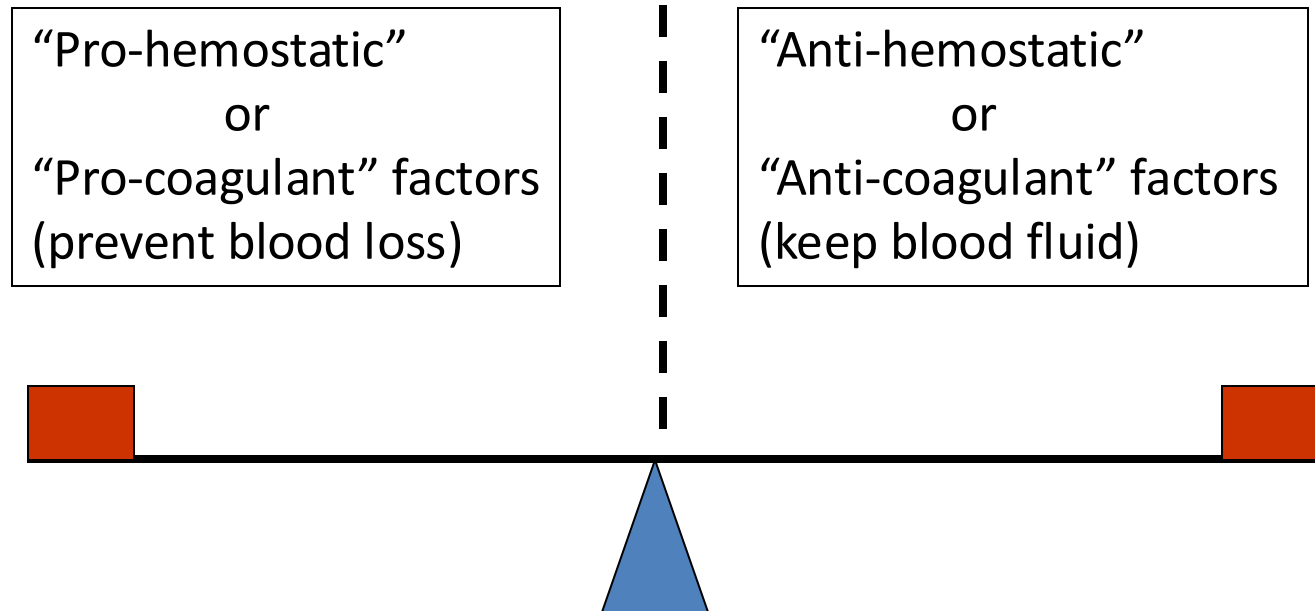 “Pro-hemostatic”
or
“Pro-coagulant” factors
(prevent blood loss)
“Anti-hemostatic”
or
“Anti-coagulant” factors
(keep blood fluid)